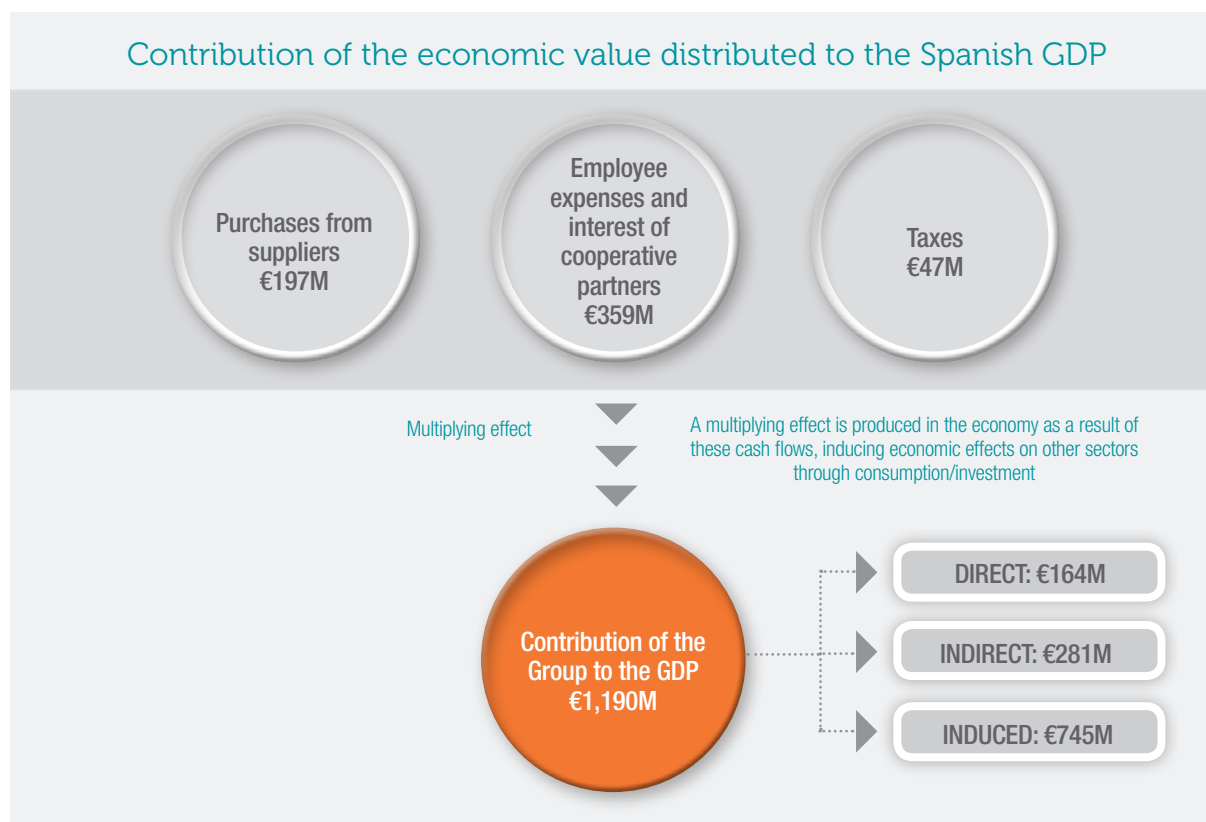 Contribution of the economic value distributed to the Spanish GDP
Purchases from
suppliers
€197M
Employee
expenses and
interest of
cooperative
partners
€359M
Taxes
€47M
Multiplying effect
A multiplying effect is produced in the economy as a result of
these cash flows, inducing economic effects on other sectors
through consumption/investment
Contribution of the
Group to the GDP
€1,190M
DIRECT: €164M
INDIRECT: €281M
INDUCED: €745M